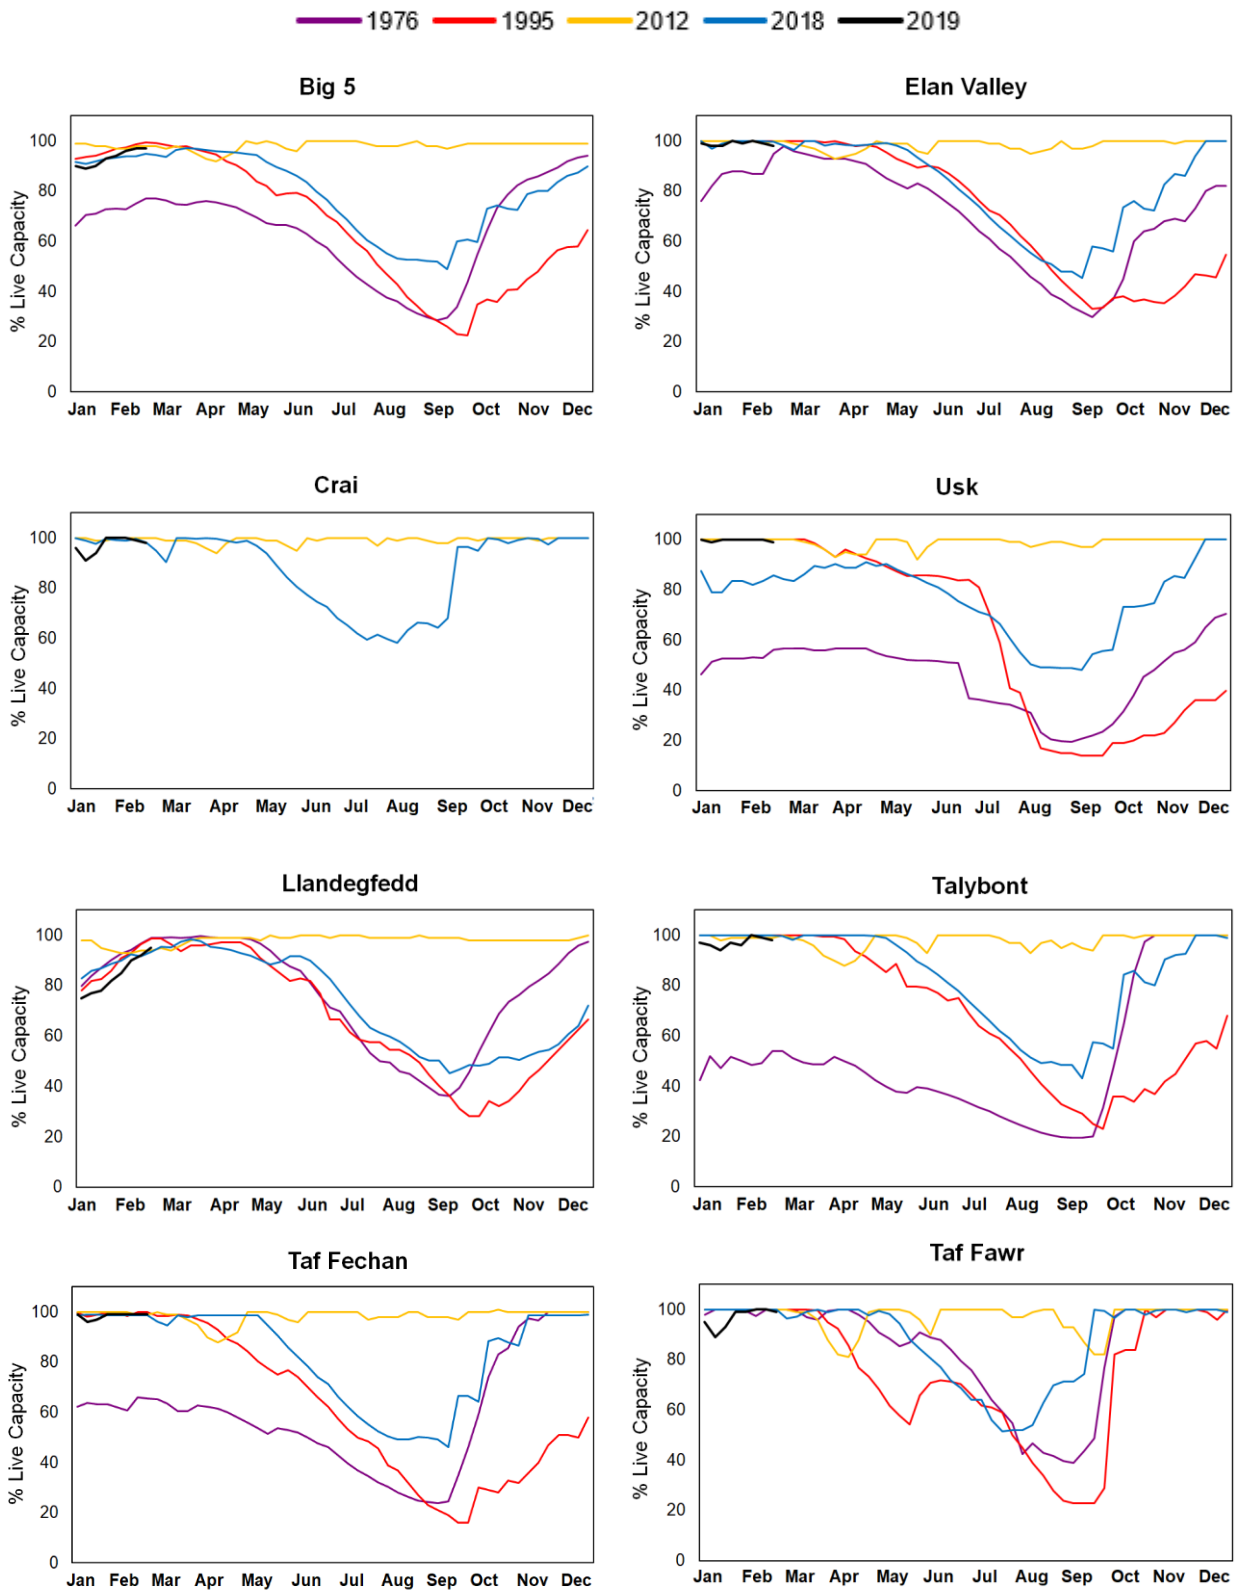 1976 1995 2012 2018 2019
Big 5
Elan Valley
% Live Capacity
100
80
60
40
20
0
Jan Feb Mar Apr May Jun Jul Aug Sep Oct Nov Dec
% Live Capacity
100
80
60
40
20
0
Jan Feb Mar Apr May Jun Jul Aug Sep Oct Nov Dec
Crai
Usk
% Live Capacity
100
80
60
40
20
0
Jan Feb Mar Apr May Jun Jul Aug Sep Oct Nov Dec
% Live Capacity
100
80
60
40
20
0
Jan Feb Mar Apr May Jun Jul Aug Sep Oct Nov Dec
Llandegfedd
Talybont
% Live Capacity
100
80
60
40
20
0
Jan Feb Mar Apr May Jun Jul Aug Sep Oct Nov Dec
% Live Capacity
100
80
60
40
20
0
Jan Feb Mar Apr May Jun Jul Aug Sep Oct Nov Dec
Taf Fechan
Taf Fawr
% Live Capacity
100
80
60
40
20
0
Jan Feb Mar Apr May Jun Jul Aug Sep Oct Nov Dec
% Live Capacity
100
80
60
40
20
0
Jan Feb Mar Apr May Jun Jul Aug Sep Oct Nov Dec